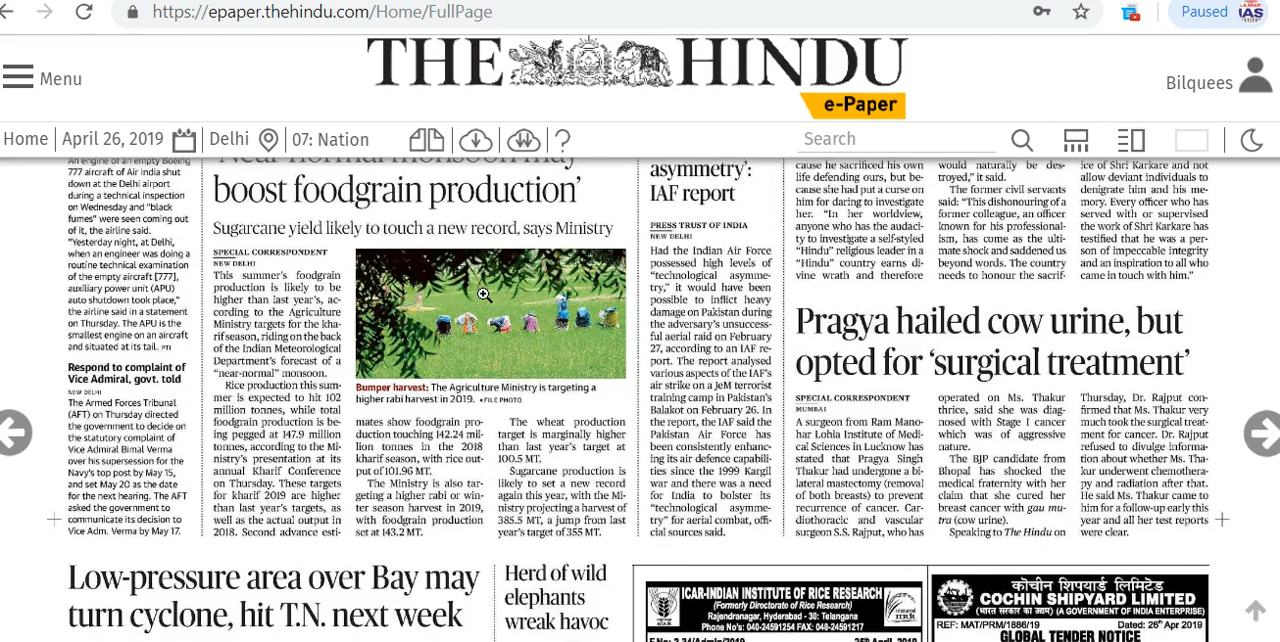 https://epaper.thehindu.com/Home/FullPage
Paused
IAS
THE HINDU
e-Paper
Menu
Bilquees
Home
April 26, 2019
Delhi
07: Nation
Search
An engine of an empty Boeing
777 aircraft of Air India shut
down at the Delhi airport
during a technical inspection
on Wednesday and "black
fumes" were seen coming out
of it, the airline said.
"Yesterday night, at Delhi,
when an engineer was doing a
routine technical examination
of the empty aircraft [777],
auxiliary power unit (APU)
auto shutdown took place,"
the airline said in a statement
on Thursday. The APU is the
smallest engine on an aircraft
and situated at its tail. PTI
Respond to complaint of
Vice Admiral, govt. told
NEW DELHI
The Armed Forces Tribunal
(AFT) on Thursday directed
the government to decide on
the statutory complaint of
Vice Admiral Bimal Verma
over his supersession for the
Navy's top post by May 15,
and set May 20 as the date
for the next hearing. The AFT
asked the government to
communicate its decision to
Vice Adm. Verma by May 17.
'Near normal monsoon may
boost foodgrain production'
Sugarcane yield likely to touch a new record, says Ministry
SPECIAL CORRESPONDENT
NEW DELHI
This summer's foodgrain
production is likely to be
higher than last year's, ac-
cording to the Agriculture
Ministry targets for the kha-
rif season, riding on the back
of the Indian Meteorological
Department's forecast of a
"near-normal" monsoon.
Rice production this sum-
mer is expected to hit 102
million tonnes, while total
foodgrain production is be-
ing pegged at 147.9 million
tonnes, according to the Mi-
nistry's presentation at its
annual Kharif Conference
on Thursday. These targets
for kharif 2019 are higher
than last year's targets, as
well as the actual output in
2018. Second advance esti-
Bumper harvest: The Agriculture Ministry is targeting a
higher rabi harvest in 2019. •FILE PHOTO
mates show foodgrain pro-
duction touching 142.24 mil-
lion tonnes in the 2018
kharif season, with rice out-
put of 101.96 MT.
The Ministry is also tar-
geting a higher rabi or win-
ter season harvest in 2019,
with foodgrain production
set at 143.2 MT.
The wheat production
target is marginally higher
than last year's target at
100.5 MT.
Sugarcane production is
likely to set a new record
again this year, with the Mi-
nistry projecting a harvest of
385.5 MT, a jump from last
year's target of 355 MT.
asymmetry':
IAF report
PRESS TRUST OF INDIA
NEW DELHI
Had the Indian Air Force
possessed high levels of
"technological asymme-
try," it would have been
possible to inflict heavy
damage on Pakistan during
the adversary's unsuccess-
ful aerial raid on February
27, according to an IAF re-
port. The report analysed
various aspects of the IAF's
air strike on a JeM terrorist
training camp in Pakistan's
Balakot on February 26. In
the report, the IAF said the
Pakistan Air Force has
been consistently enhanc-
ing its air defence capabili-
ties since the 1999 Kargil
war and there was a need
for India to bolster its
"technological asymme-
try" for aerial combat, offi-
cial sources said.
cause he sacrificed his own
life defending ours, but be-
cause she had put a curse on
him for daring to investigate
her. "In her worldview,
anyone who has the audaci-
ty to investigate a self-styled
"Hindu" religious leader in a
"Hindu" country earns di-
vine wrath and therefore
would naturally be des-
troyed," it said.
The former civil servants
said: "This dishonouring of a
former colleague, an officer
known for his professional-
ism, has come as the ulti-
mate shock and saddened us
beyond words. The country
needs to honour the sacrif-
ice of Shri Karkare and not
allow deviant individuals to
denigrate him and his me-
mory. Every officer who has
served with or supervised
the work of Shri Karkare has
testified that he was a per-
son of impeccable integrity
and an inspiration to all who
came in touch with him."
Pragya hailed cow urine, but
opted for 'surgical treatment'
SPECIAL CORRESPONDENT
MUMBAI
A surgeon from Ram Mano-
har Lohia Institute of Medi-
cal Sciences in Lucknow has
stated that Pragya Singh
Thakur had undergone a bi-
lateral mastectomy (removal
of both breasts) to prevent
recurrence of cancer. Car-
diothoracic and vascular
surgeon S.S. Rajput, who has
operated on Ms. Thakur
thrice, said she was diag-
nosed with Stage I cancer
which was of aggressive
nature.
The BJP candidate from
Bhopal has shocked the
medical fraternity with her
claim that she cured her
breast cancer with gau mu-
tra (cow urine).
Speaking to The Hindu on
Thursday, Dr. Rajput con-
firmed that Ms. Thakur very
much took the surgical treat-
ment for cancer. Dr. Rajput
refused to divulge informa-
tion about whether Ms. Tha-
kur underwent chemothera-
py and radiation after that.
He said Ms. Thakur came to
him for a follow-up early this
year and all her test reports
were clear.
Low-pressure area over Bay may
turn cyclone, hit T.N. next week
Herd of wild
elephants
wreak havoc
ICAR-INDIAN INSTITUTE OF RICE RESEARCH
(Formerly Directorate of Rice Research)
Rajendranagar, Hyderabad - 30: Telangana
Phone No's: 040-24591254 FAX: 040-24591217
F.No: 2-34/Admin/2019
25th April, 2019
कोचीन शिपयार्ड लिमिटेड
COCHIN SHIPYARD LIMITED
(भारत सरकार का उद्यम) (A GOVERNMENT OF INDIA ENTERPRISE)
REF: MAT/PRM/1886/19
Dated: 26th Apr 2019
GLOBAL TENDER NOTICE